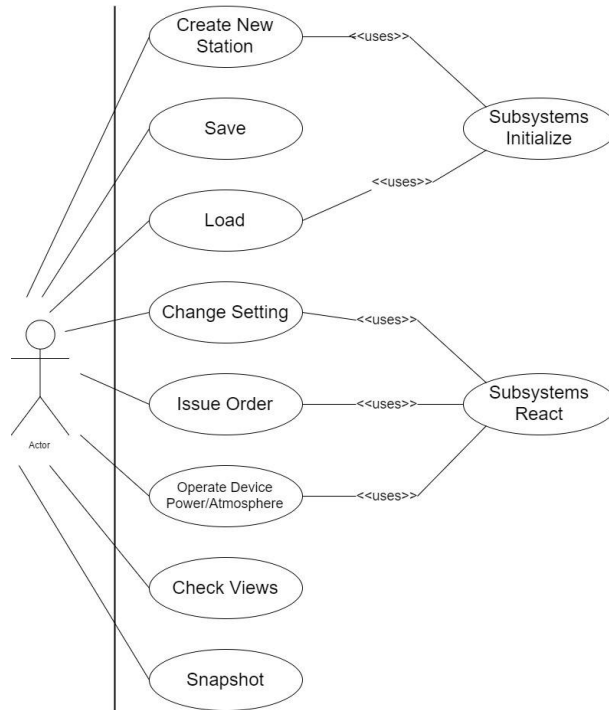 Create New
Station
<<uses>>
Subsystems
Initialize
Save
<<uses>>
Load
Change Setting
<<uses>>
Issue Order
<<uses>>
Subsystems
React
Actor
Operate Device
Power/Atmosphere
<<uses>>
Check Views
Snapshot